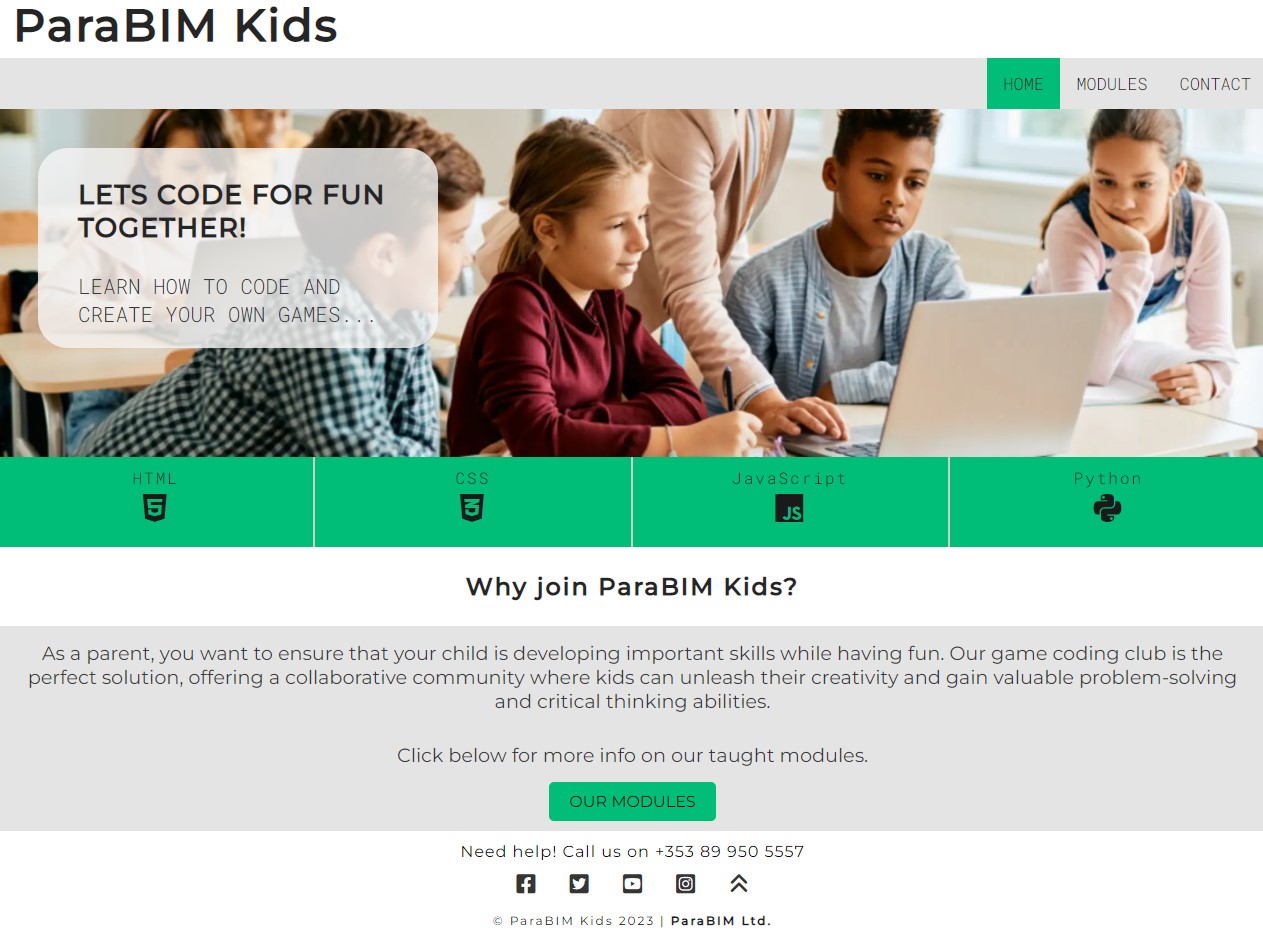 ParaBIM Kids
HOME MODULES CONTACT
LETS CODE FOR FUN
TOGETHER!
LEARN HOW TO CODE AND
CREATE YOUR OWN GAMES...
HTML CSS JavaScript Python
JS
Why join ParaBIM Kids?
As a parent, you want to ensure that your child is developing important skills while having fun. Our game coding club is the
perfect solution, offering a collaborative community where kids can unleash their creativity and gain valuable problem-solving
and critical thinking abilities.
Click below for more info on our taught modules.
OUR MODULES
Need help! Call us on +353 89 950 5557
© ParaBIM Kids 2023 | ParaBIM Ltd.